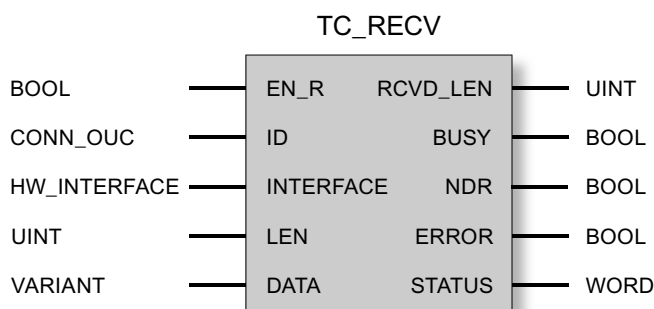 TC_RECV
BOOL EN_R RCVD_LEN UINT
CONN_OUC ID BUSY BOOL
HW_INTERFACE INTERFACE NDR BOOL
UINT LEN ERROR BOOL
VARIANT DATA STATUS WORD